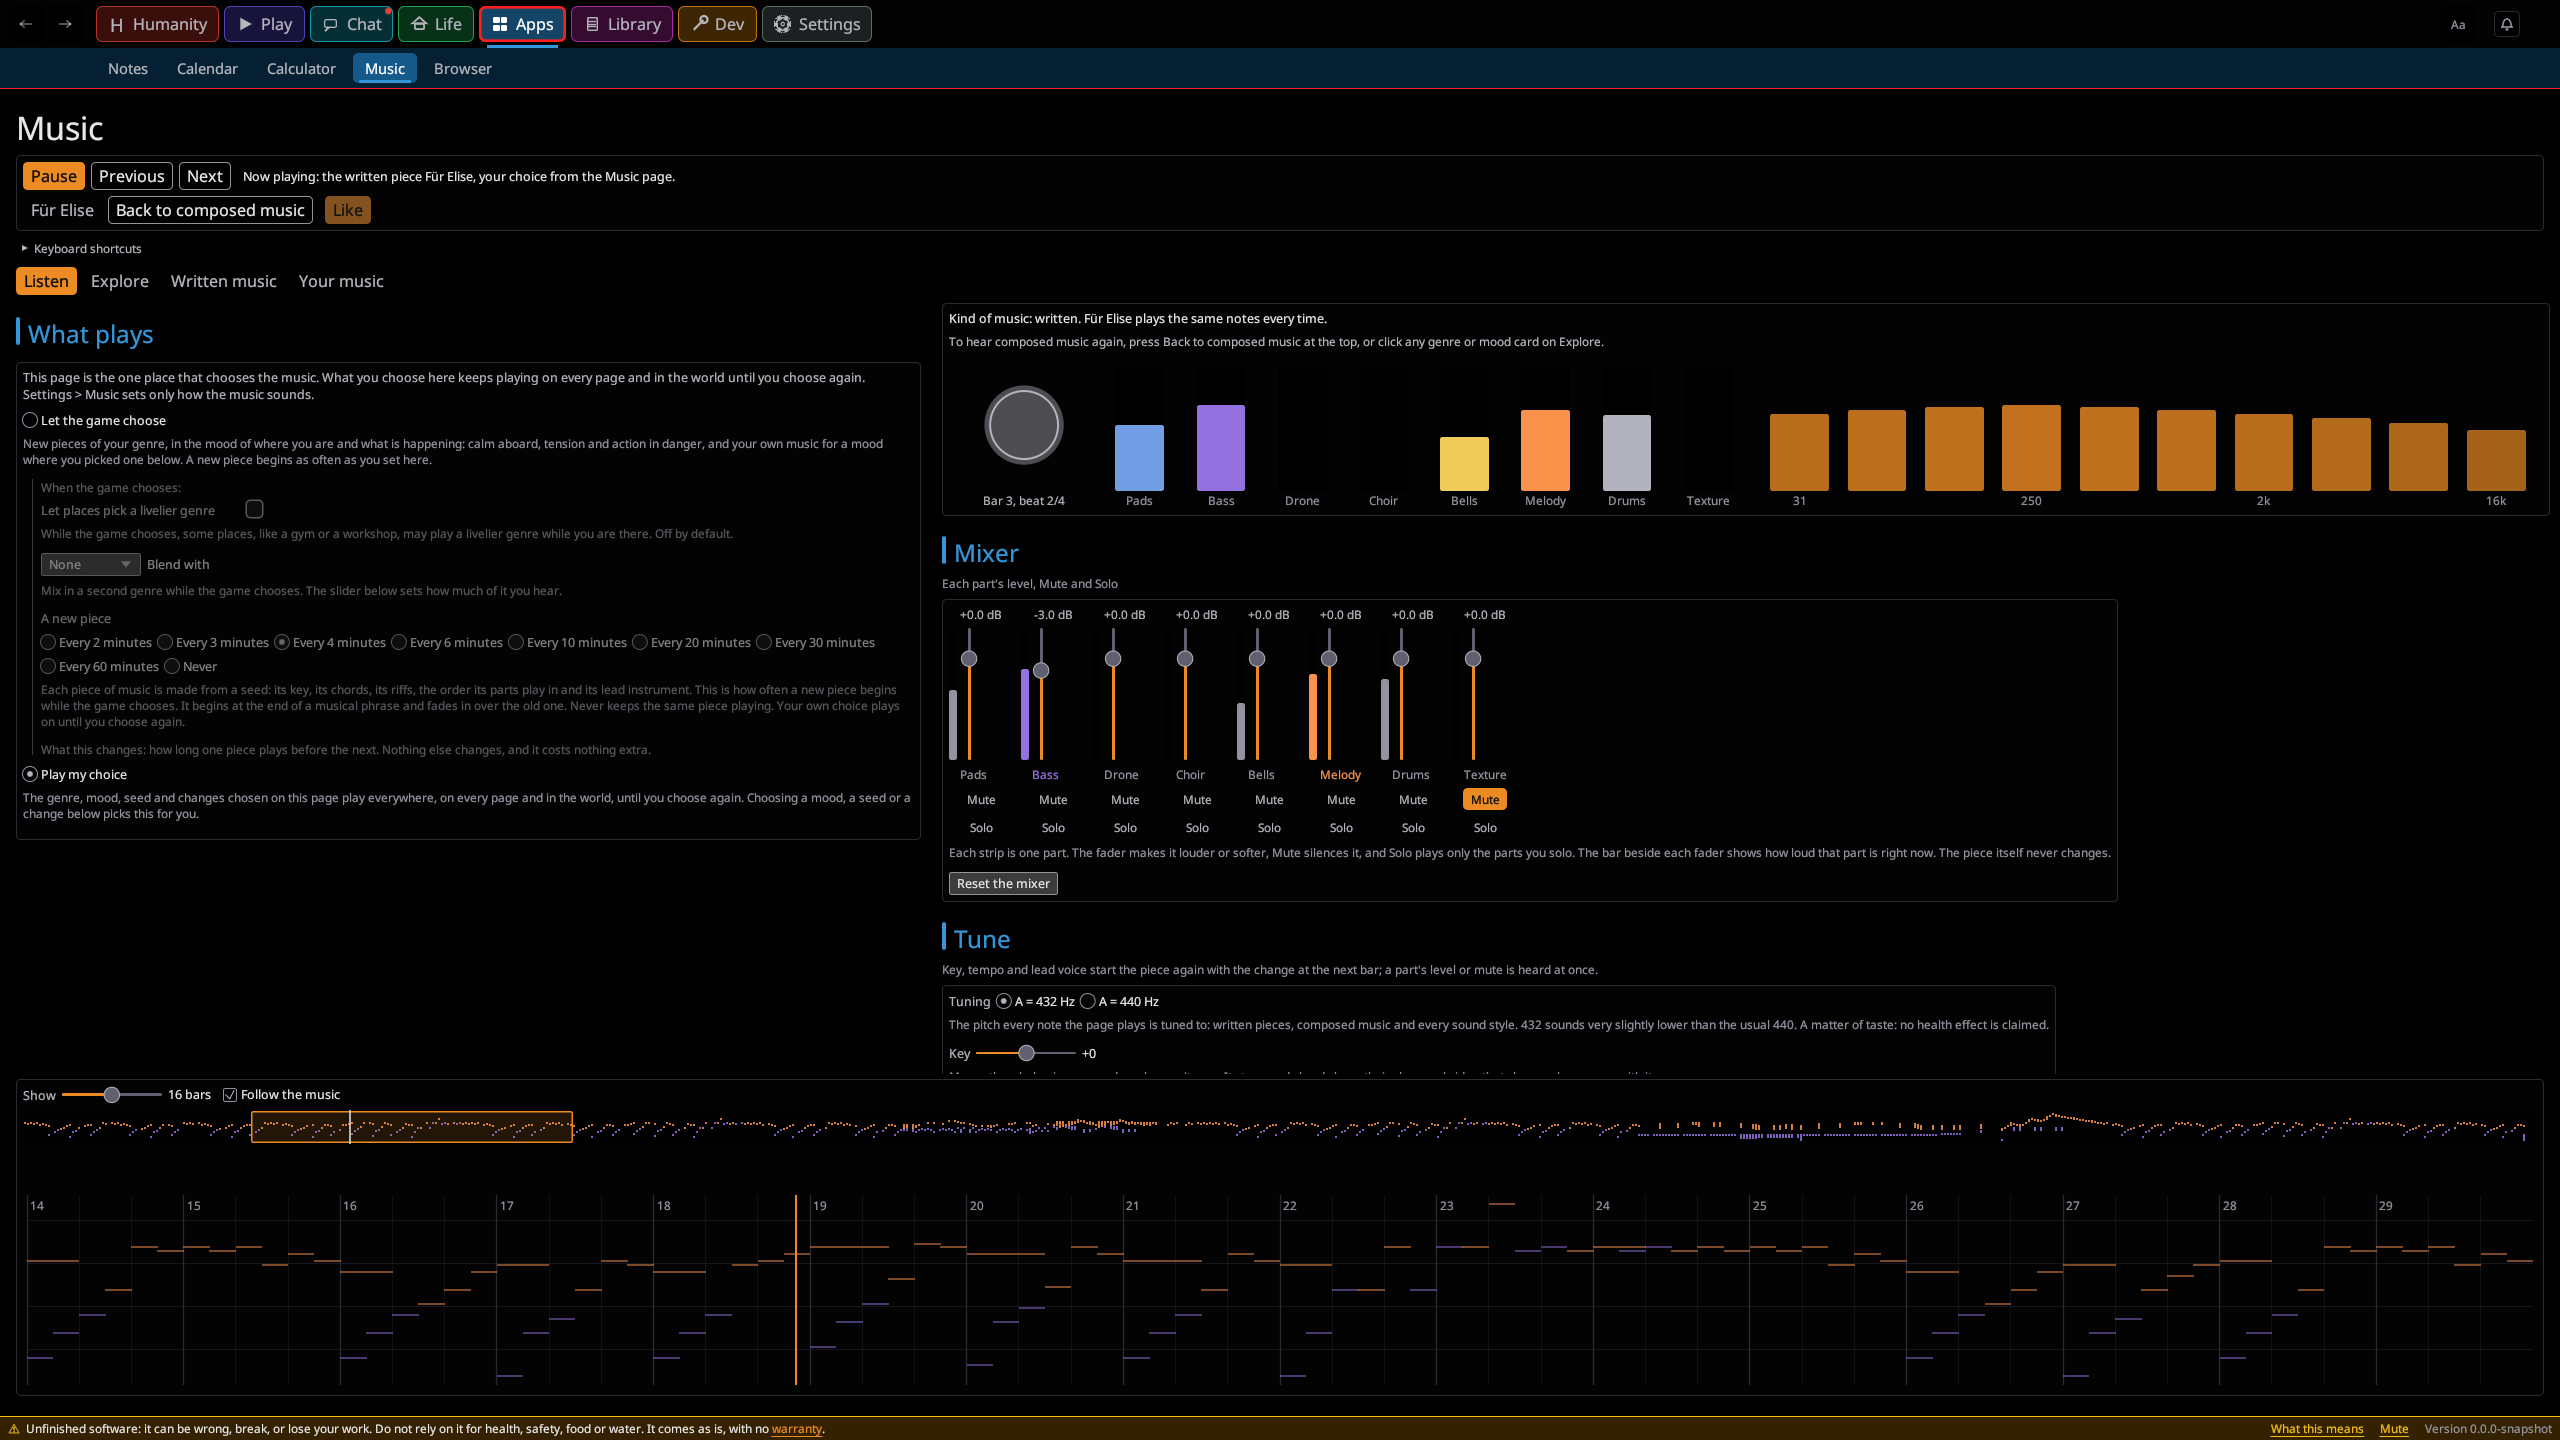 Humanity Play Chat Life Apps Library Dev Settings Aa
Notes Calendar Calculator Music Browser
Music
Pause Previous Next Now playing: the written piece Für Elise, your choice from the Music page.
Für Elise Back to composed music Like
Keyboard shortcuts
Listen Explore Written music Your music
What plays
This page is the one place that chooses the music. What you choose here keeps playing on every page and in the world until you choose again.
Settings > Music sets only how the music sounds.
Let the game choose
New pieces of your genre, in the mood of where you are and what is happening: calm aboard, tension and action in danger, and your own music for a mood
where you picked one below. A new piece begins as often as you set here.
When the game chooses:
Let places pick a livelier genre
While the game chooses, some places, like a gym or a workshop, may play a livelier genre while you are there. Off by default.
None Blend with
Mix in a second genre while the game chooses. The slider below sets how much of it you hear.
A new piece
Every 2 minutes Every 3 minutes Every 4 minutes Every 6 minutes Every 10 minutes Every 20 minutes Every 30 minutes
Every 60 minutes Never
Each piece of music is made from a seed: its key, its chords, its riffs, the order its parts play in and its lead instrument. This is how often a new piece begins
while the game chooses. It begins at the end of a musical phrase and fades in over the old one. Never keeps the same piece playing. Your own choice plays
on until you choose again.
What this changes: how long one piece plays before the next. Nothing else changes, and it costs nothing extra.
Play my choice
The genre, mood, seed and changes chosen on this page play everywhere, on every page and in the world, until you choose again. Choosing a mood, a seed or a
change below picks this for you.
Kind of music: written. Für Elise plays the same notes every time.
To hear composed music again, press Back to composed music at the top, or click any genre or mood card on Explore.
Bar 3, beat 2/4 Pads Bass Drone Choir Bells Melody Drums Texture 31 250 2k 16k
Mixer
Each part's level, Mute and Solo
+0.0 dB -3.0 dB +0.0 dB +0.0 dB +0.0 dB +0.0 dB +0.0 dB +0.0 dB
Pads Bass Drone Choir Bells Melody Drums Texture
Mute Mute Mute Mute Mute Mute Mute Mute
Solo Solo Solo Solo Solo Solo Solo Solo
Each strip is one part. The fader makes it louder or softer, Mute silences it, and Solo plays only the parts you solo. The bar beside each fader shows how loud that part is right now. The piece itself never changes.
Reset the mixer
Tune
Key, tempo and lead voice start the piece again with the change at the next bar; a part's level or mute is heard at once.
Tuning A = 432 Hz A = 440 Hz
The pitch every note the page plays is tuned to: written pieces, composed music and every sound style. 432 sounds very slightly lower than the usual 440. A matter of taste: no health effect is claimed.
Key +0
Show 16 bars Follow the music
14 15 16 17 18 19 20 21 22 23 24 25 26 27 28 29
Unfinished software: it can be wrong, break, or lose your work. Do not rely on it for health, safety, food or water. It comes as is, with no warranty. What this means Mute Version 0.0.0-snapshot